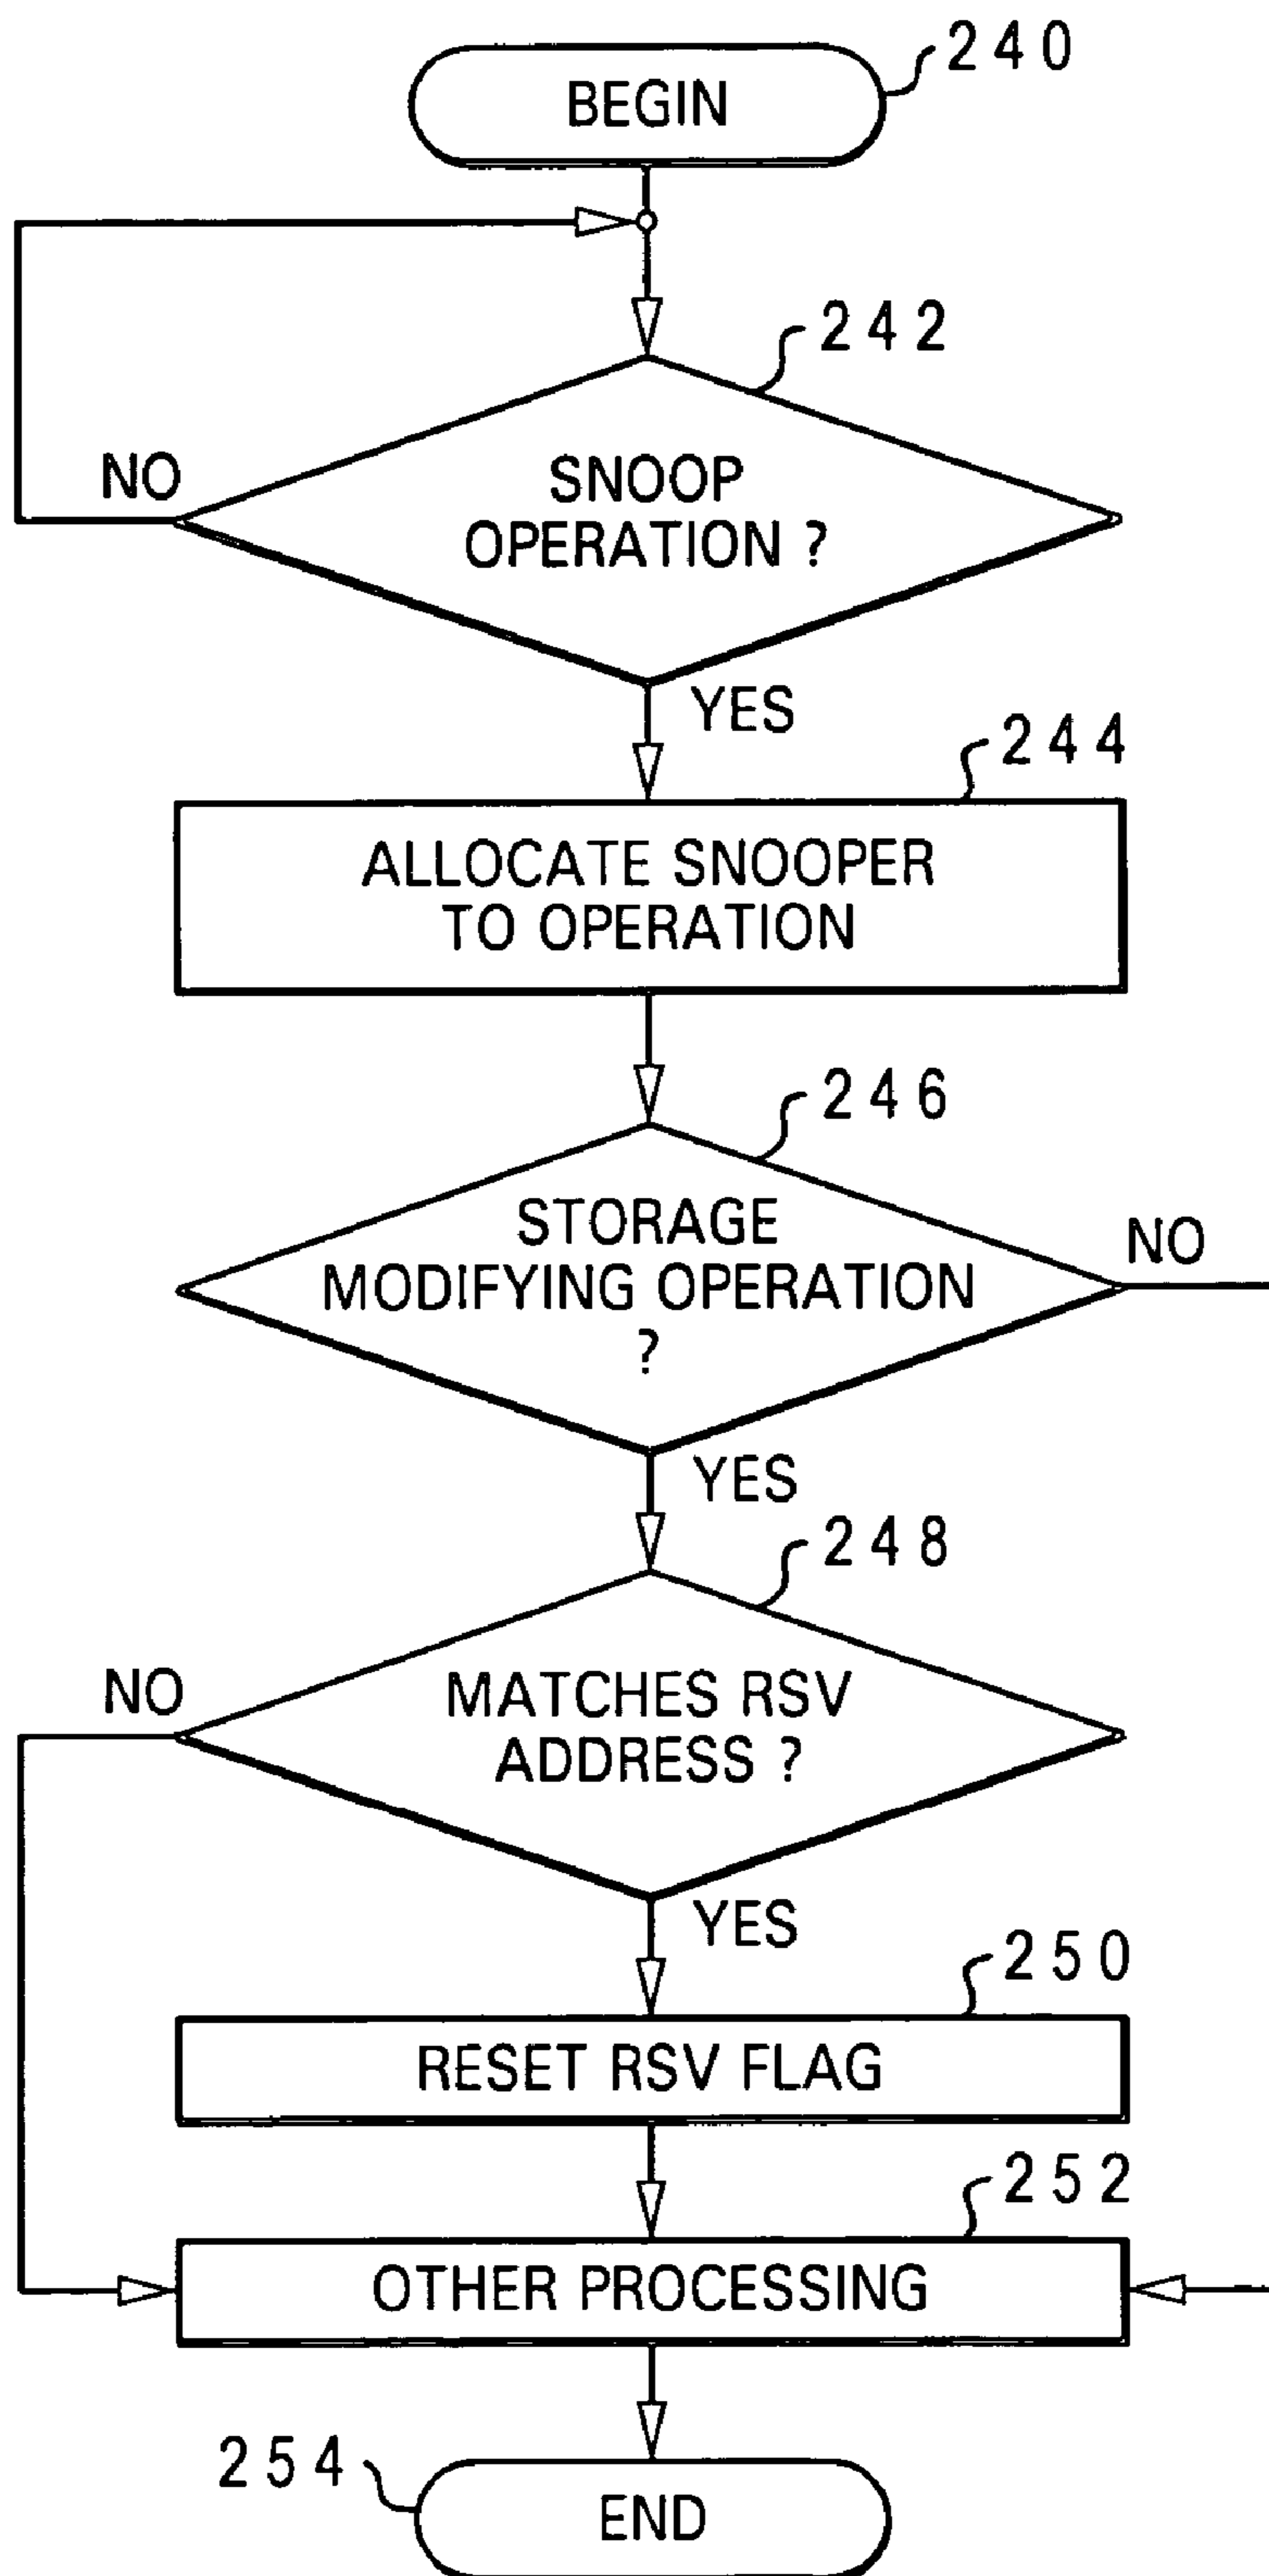 BEGIN
240
242
NO
SNOOP
OPERATION ?
YES
244
ALLOCATE SNOOPER
TO OPERATION
246
STORAGE
MODIFYING OPERATION
?
NO
YES
248
NO
MATCHES RSV
ADDRESS ?
YES
250
RESET RSV FLAG
252
OTHER PROCESSING
254
END